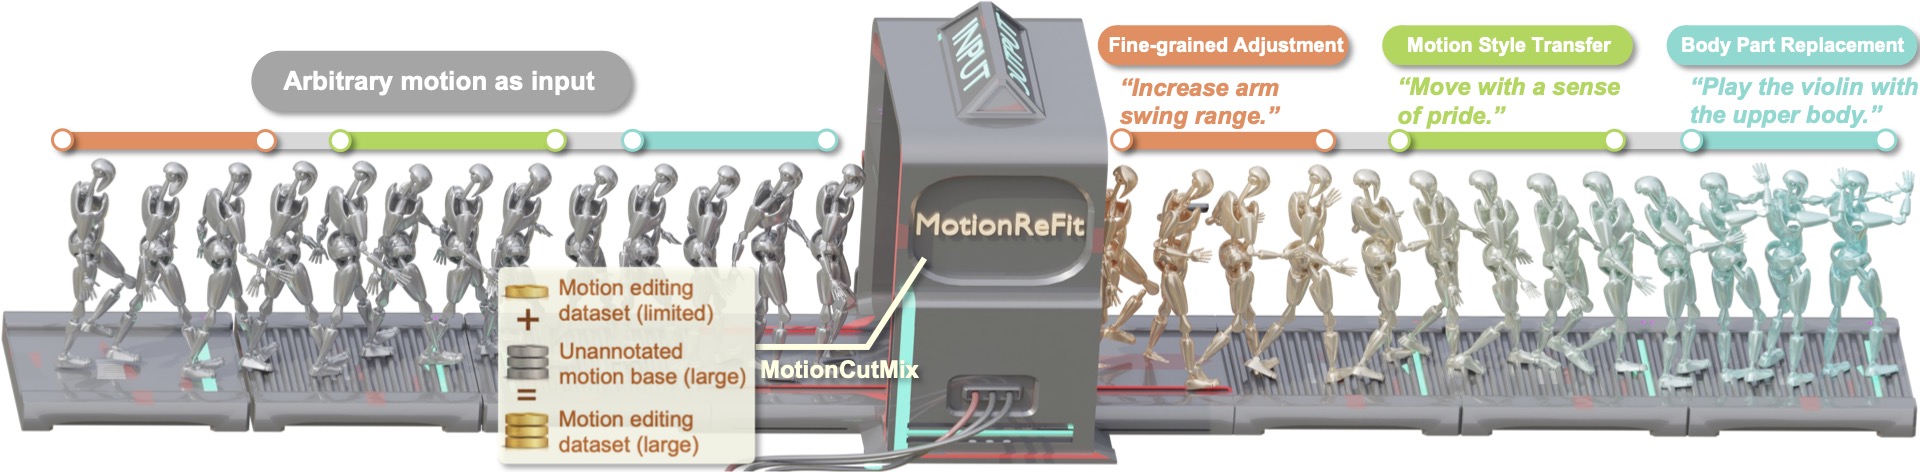 Arbitrary motion as input
INPUT
OUTPUT
MotionReFit
Fine-grained Adjustment
“Increase arm
swing range.”
Motion Style Transfer
“Move with a sense
of pride.”
Body Part Replacement
“Play the violin with
the upper body.”
Motion editing
dataset (limited)
+
Unannotated
motion base (large)
=
Motion editing
dataset (large)
MotionCutMix